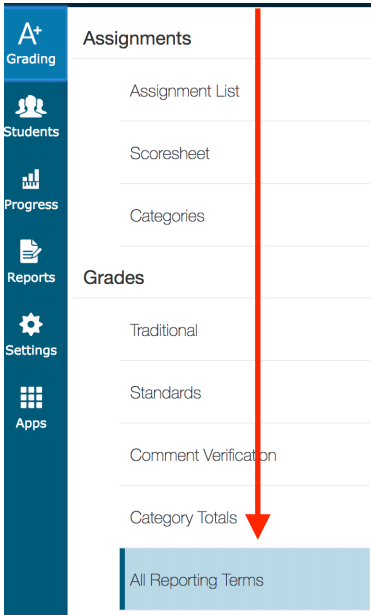 A+
Grading
Students
Progress
Reports
Settings
Apps
Assignments
Assignment List
Scoresheet
Categories
Grades
Traditional
Standards
Comment Verification
Category Totals
All Reporting Terms